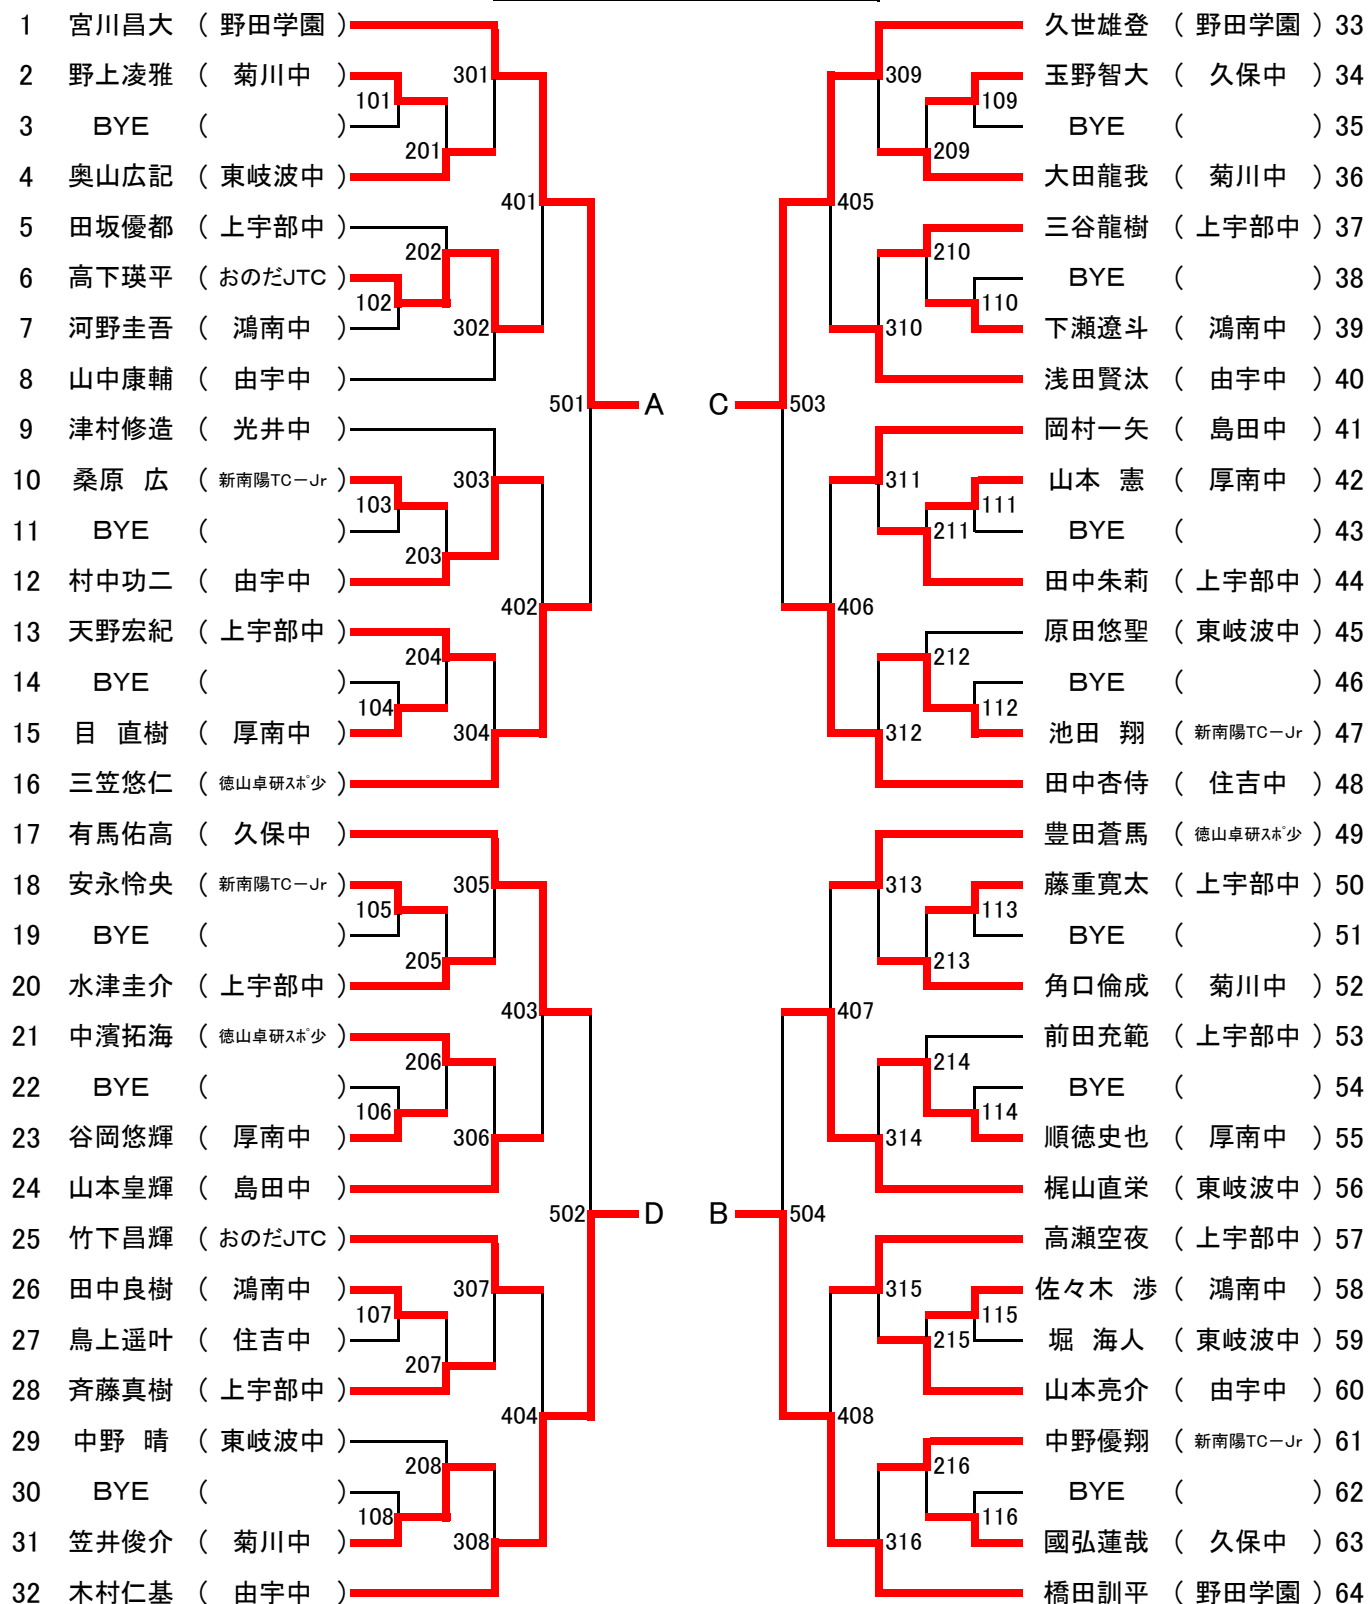 1 宮川昌大 （ 野田学園 ）
2 野上凌雅 （ 菊川中 ）
3 BYE （ ）
4 奥山広記 （ 東岐波中 ）
5 田坂優都 （ 上宇部中 ）
6 高下瑛平 （ おのだJTC ）
7 河野圭吾 （ 鴻南中 ）
8 山中康輔 （ 由宇中 ）
9 津村修造 （ 光井中 ）
10 桑原 広 （ 新南陽TC－Jr ）
11 BYE （ ）
12 村中功二 （ 由宇中 ）
13 天野宏紀 （ 上宇部中 ）
14 BYE （ ）
15 目 直樹 （ 厚南中 ）
16 三笠悠仁 （ 徳山卓研ｽﾎﾟ少 ）
17 有馬佑高 （ 久保中 ）
18 安永怜央 （ 新南陽TC－Jr ）
19 BYE （ ）
20 水津圭介 （ 上宇部中 ）
21 中濱拓海 （ 徳山卓研ｽﾎﾟ少 ）
22 BYE （ ）
23 谷岡悠輝 （ 厚南中 ）
24 山本皇輝 （ 島田中 ）
25 竹下昌輝 （ おのだJTC ）
26 田中良樹 （ 鴻南中 ）
27 鳥上遥叶 （ 住吉中 ）
28 斉藤真樹 （ 上宇部中 ）
29 中野 晴 （ 東岐波中 ）
30 BYE （ ）
31 笠井俊介 （ 菊川中 ）
32 木村仁基 （ 由宇中 ）
101
102
103
104
105
106
107
108
201
202
203
204
205
206
207
208
301
302
303
304
305
306
307
308
401
402
403
404
501
502
A
D
C
B
503
504
405
406
407
408
309
310
311
312
313
314
315
316
209
210
211
212
213
214
215
216
109
110
111
112
113
114
115
116
久世雄登 （ 野田学園 ） 33
玉野智大 （ 久保中 ） 34
BYE （ ） 35
大田龍我 （ 菊川中 ） 36
三谷龍樹 （ 上宇部中 ） 37
BYE （ ） 38
下瀬遼斗 （ 鴻南中 ） 39
浅田賢汰 （ 由宇中 ） 40
岡村一矢 （ 島田中 ） 41
山本 憲 （ 厚南中 ） 42
BYE （ ） 43
田中朱莉 （ 上宇部中 ） 44
原田悠聖 （ 東岐波中 ） 45
BYE （ ） 46
池田 翔 （ 新南陽TC－Jr ） 47
田中杏侍 （ 住吉中 ） 48
豊田蒼馬 （ 徳山卓研ｽﾎﾟ少 ） 49
藤重寛太 （ 上宇部中 ） 50
BYE （ ） 51
角口倫成 （ 菊川中 ） 52
前田充範 （ 上宇部中 ） 53
BYE （ ） 54
順徳史也 （ 厚南中 ） 55
梶山直栄 （ 東岐波中 ） 56
高瀬空夜 （ 上宇部中 ） 57
佐々木 渉 （ 鴻南中 ） 58
堀 海人 （ 東岐波中 ） 59
山本亮介 （ 由宇中 ） 60
中野優翔 （ 新南陽TC－Jr ） 61
BYE （ ） 62
國弘蓮哉 （ 久保中 ） 63
橋田訓平 （ 野田学園 ） 64